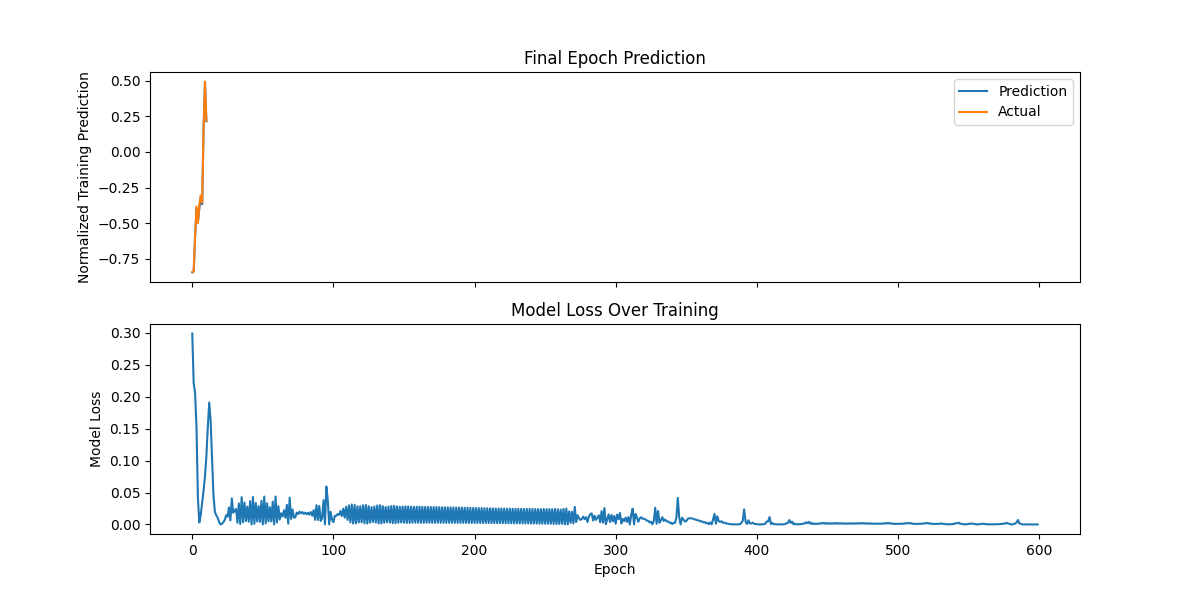 Final Epoch Prediction
Normalized Training Prediction
0.50
0.25
0.00
−0.25
−0.50
−0.75
Prediction
Actual
Model Loss Over Training
Model Loss
0.30
0.25
0.20
0.15
0.10
0.05
0.00
0 100 200 300 400 500 600
Epoch